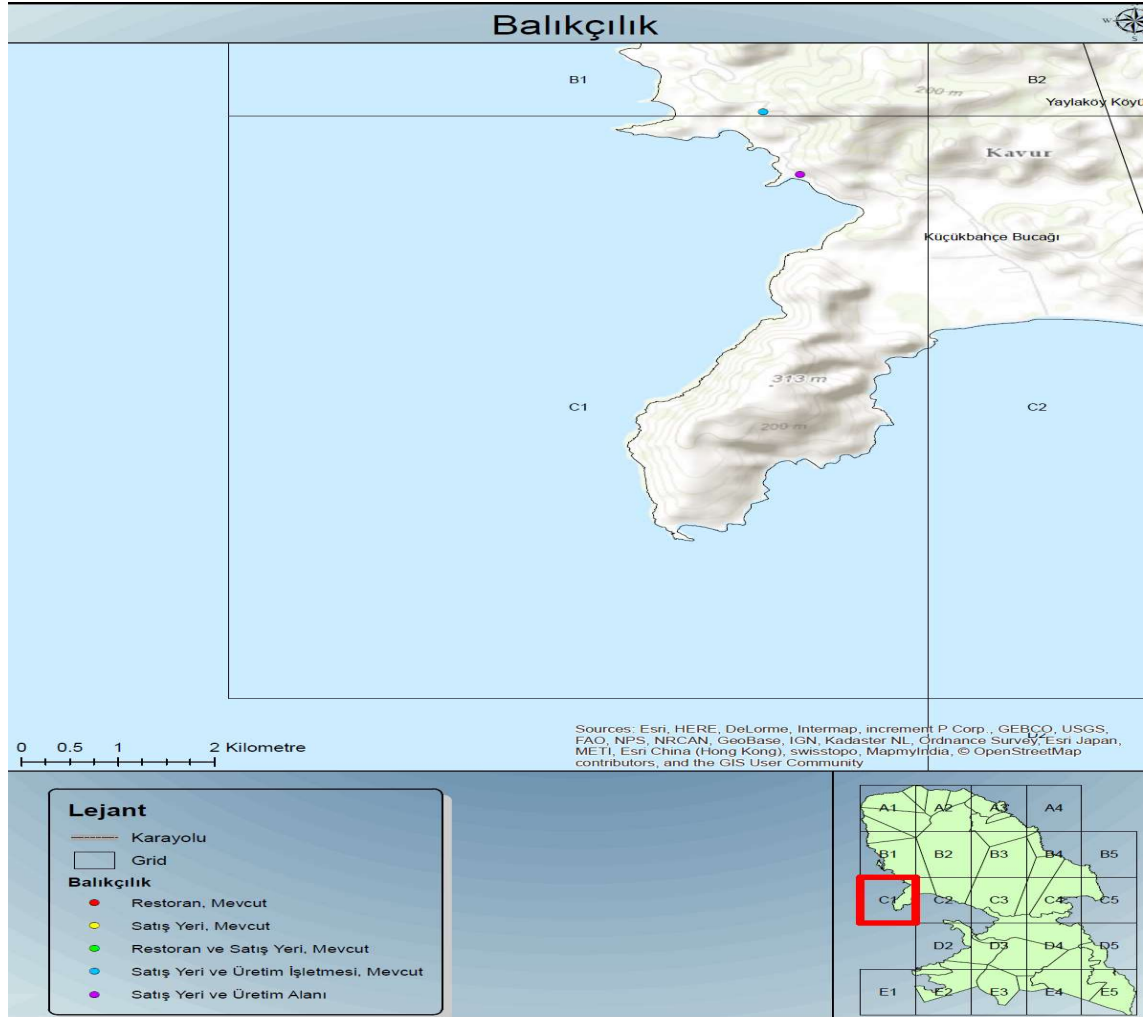 Balıkçılık
W
S
B1
B2
200 m
Yaylaköy Köyü
Kavur
Küçükbahçe Bucağı
313 m
C1
C2
200 m
Sources: Esri, HERE, DeLorme, Intermap, increment P Corp., GEBCO, USGS,
FAO, NPS, NRCAN, GeoBase, IGN, Kadaster NL, Ordnance Survey, Esri Japan,
METI, Esri China (Hong Kong), swisstopo, MapmyIndia, © OpenStreetMap
contributors, and the GIS User Community
D2
0 0.5 1 2 Kilometre
Lejant
Karayolu
Grid
Balıkçılık
Restoran, Mevcut
Satış Yeri, Mevcut
Restoran ve Satış Yeri, Mevcut
Satış Yeri ve Üretim İşletmesi, Mevcut
Satış Yeri ve Üretim Alanı
A1 A2 A3 A4
B1 B2 B3 B4 B5
C1 C2 C3 C4 C5
D2 D3 D4 D5
E1 E2 E3 E4 E5